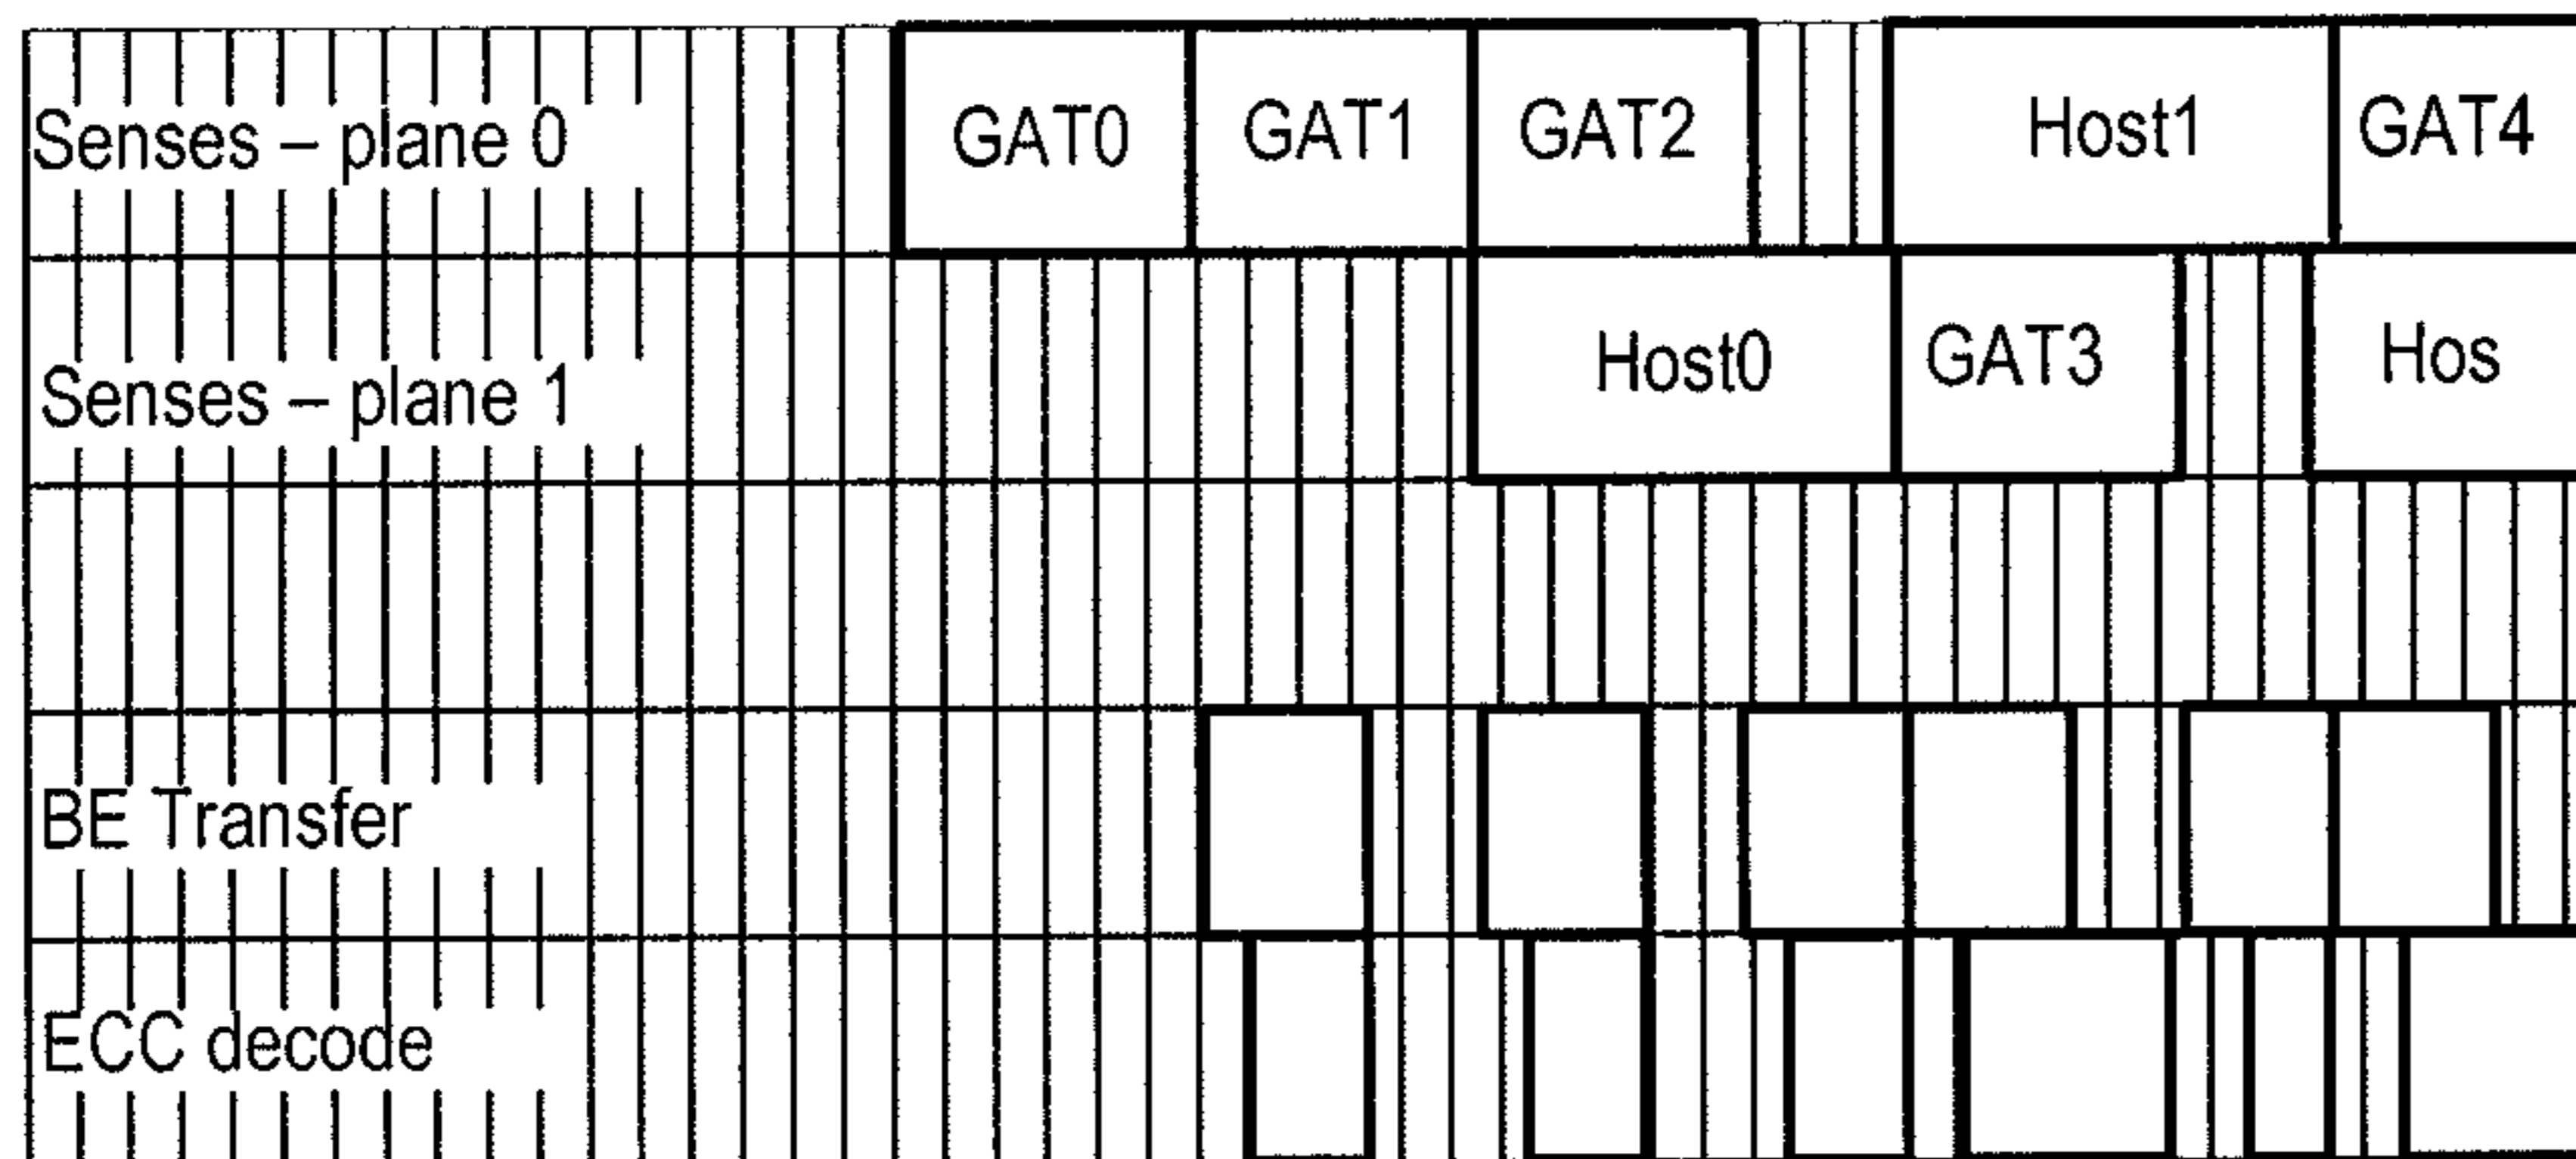 Senses – plane 0 GAT0 GAT1 GAT2 Host1 GAT4
Senses – plane 1 Host0 GAT3 Hos
BE Transfer
ECC decode